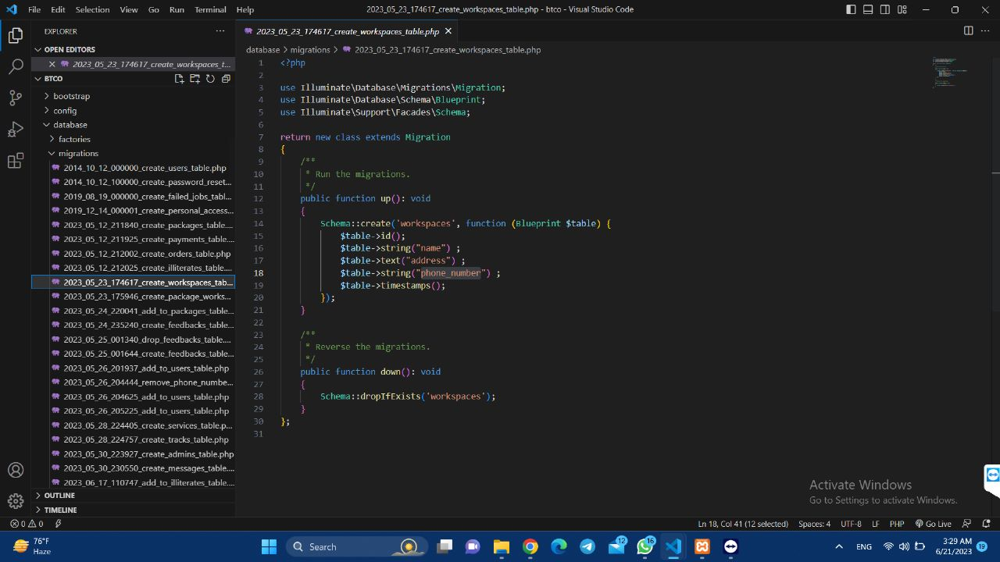 File Edit Selection View Go Run Terminal Help
2023_05_23_174617_create_workspaces_table.php - btco - Visual Studio Code
EXPLORER
OPEN EDITORS
2023_05_23_174617_create_workspaces_t...
BTCO
bootstrap
config
database
factories
migrations
2014_10_12_000000_create_users_table.php
2014_10_12_100000_create_password_reset...
2019_08_19_000000_create_failed_jobs_tabl...
2019_12_14_000001_create_personal_access...
2023_05_12_211840_create_packages_table....
2023_05_12_211925_create_payments_table....
2023_05_12_212002_create_orders_table.php
2023_05_12_212025_create_illiterates_table....
2023_05_23_174617_create_workspaces_tab...
2023_05_23_175946_create_package_works...
2023_05_24_220041_add_to_packages_table...
2023_05_24_235240_create_feedbacks_table...
2023_05_25_001340_drop_feedbacks_table....
2023_05_25_001644_create_feedbacks_table...
2023_05_26_201937_add_to_users_table.php
2023_05_26_204444_remove_phone_numbe...
2023_05_26_204625_add_to_users_table.php
2023_05_26_205225_add_to_users_table.php
2023_05_28_224405_create_services_table.p...
2023_05_28_224757_create_tracks_table.php
2023_05_30_223927_create_admins_table.php
2023_05_30_230550_create_messages_table....
2023_06_17_110747_add_to_illiterates_table....
OUTLINE
TIMELINE
2023_05_23_174617_create_workspaces_table.php
database > migrations > 2023_05_23_174617_create_workspaces_table.php
1 <?php
2
3 use Illuminate\Database\Migrations\Migration;
4 use Illuminate\Database\Schema\Blueprint;
5 use Illuminate\Support\Facades\Schema;
6
7 return new class extends Migration
8 {
9 /**
10 * Run the migrations.
11 */
12 public function up(): void
13 {
14 Schema::create('workspaces', function (Blueprint $table) {
15 $table->id();
16 $table->string("name") ;
17 $table->text("address") ;
18 $table->string("phone_number") ;
19 $table->timestamps();
20 });
21 }
22
23 /**
24 * Reverse the migrations.
25 */
26 public function down(): void
27 {
28 Schema::dropIfExists('workspaces');
29 }
30 };
31
Activate Windows
Go to Settings to activate Windows.
0 0
Ln 18, Col 41 (12 selected) Spaces: 4 UTF-8 LF PHP Go Live
76°F
Haze
Search
12
16
ENG
3:29 AM
6/21/2023
19